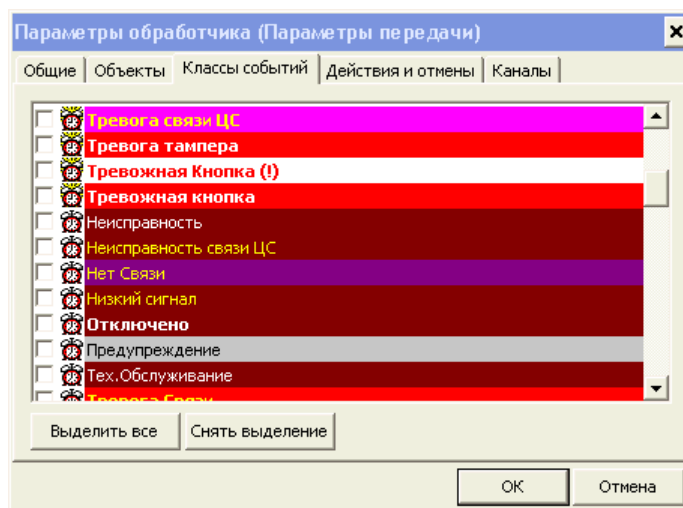 Параметры обработчика (Параметры передачи)
Общие Объекты Классы событий Действия и отмены Каналы
Тревога связи ЦС
Тревога тампера
Тревожная Кнопка (!)
Тревожная кнопка
Неисправность
Неисправность связи ЦС
Нет Связи
Низкий сигнал
Отключено
Предупреждение
Тех.Обслуживание
Тревога Связи
Выделить все Снять выделение
OK Отмена